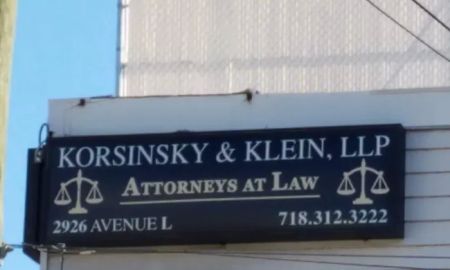 KORSINSKY & KLEIN, LLP
ATTORNEYS AT LAW
2926 AVENUE L 718.312.3222